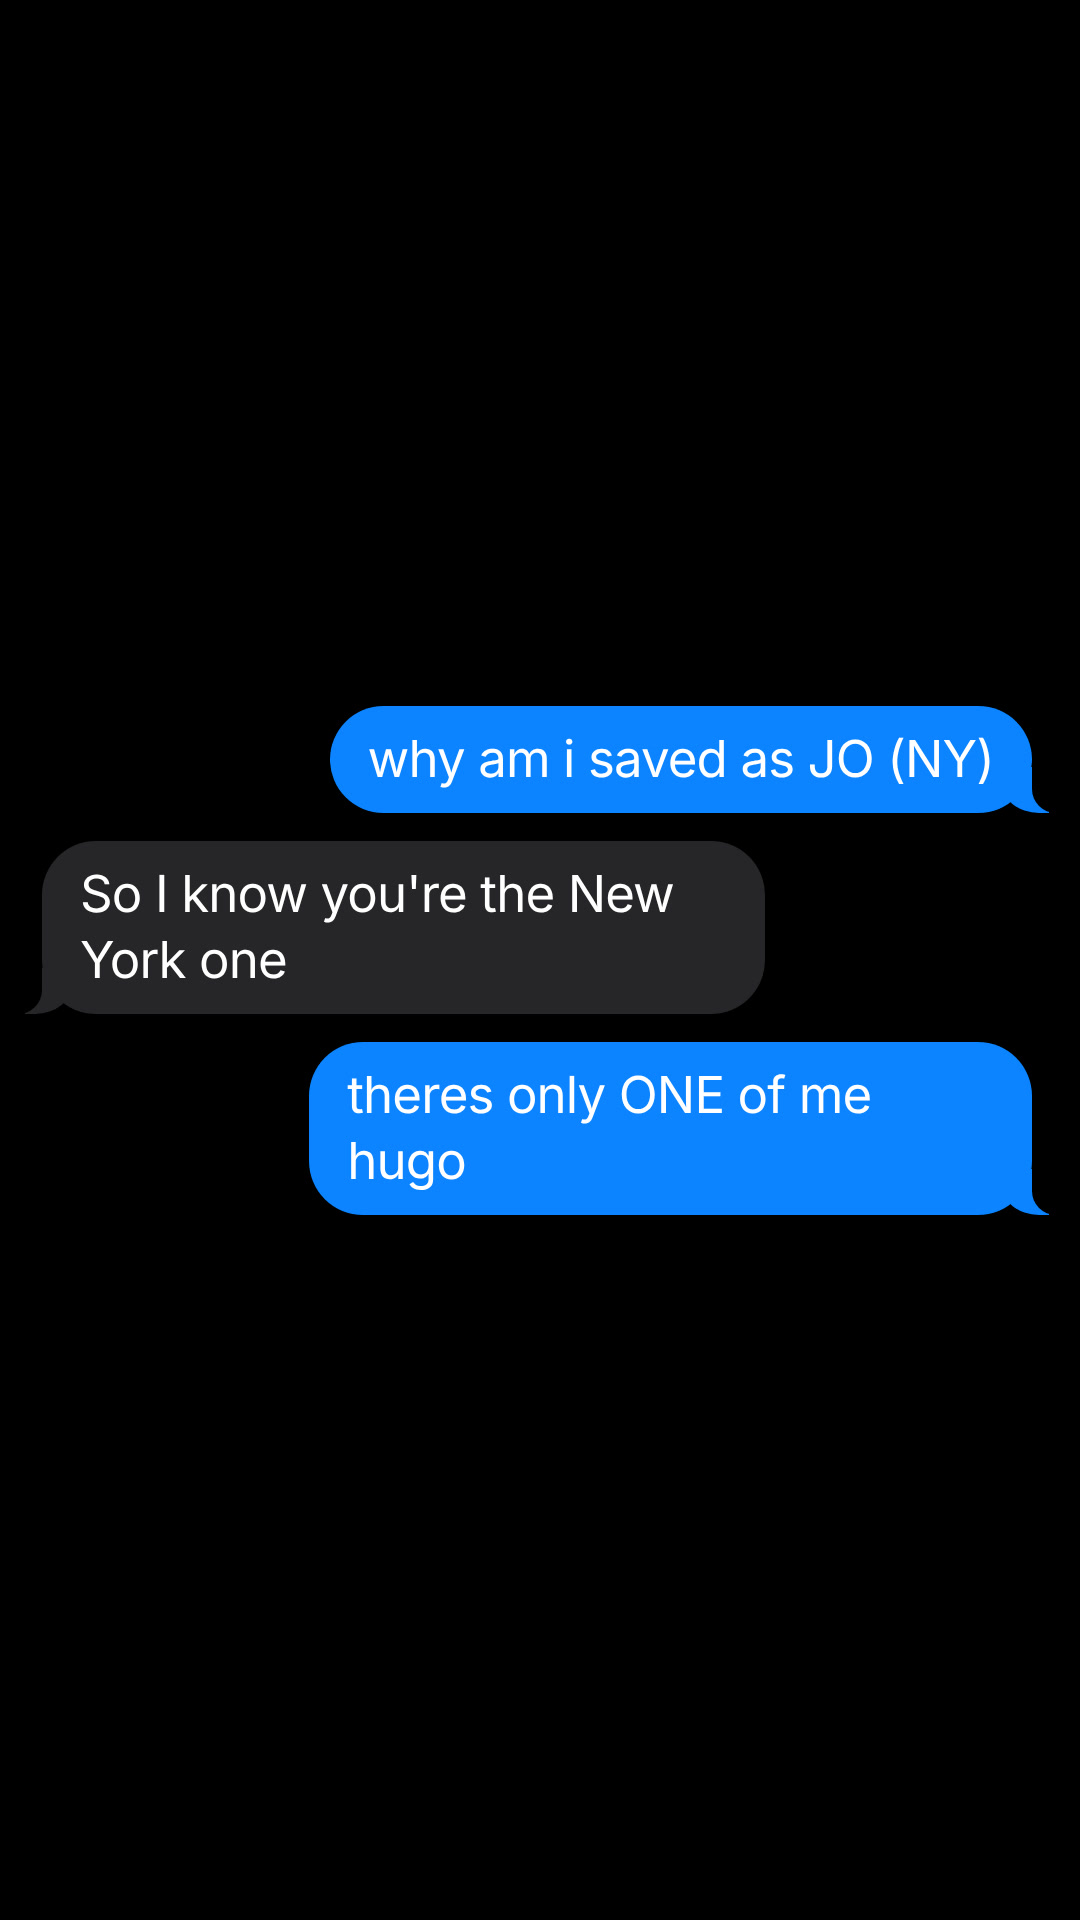 why am i saved as JO (NY)
So I know you're the New
York one
theres only ONE of me
hugo